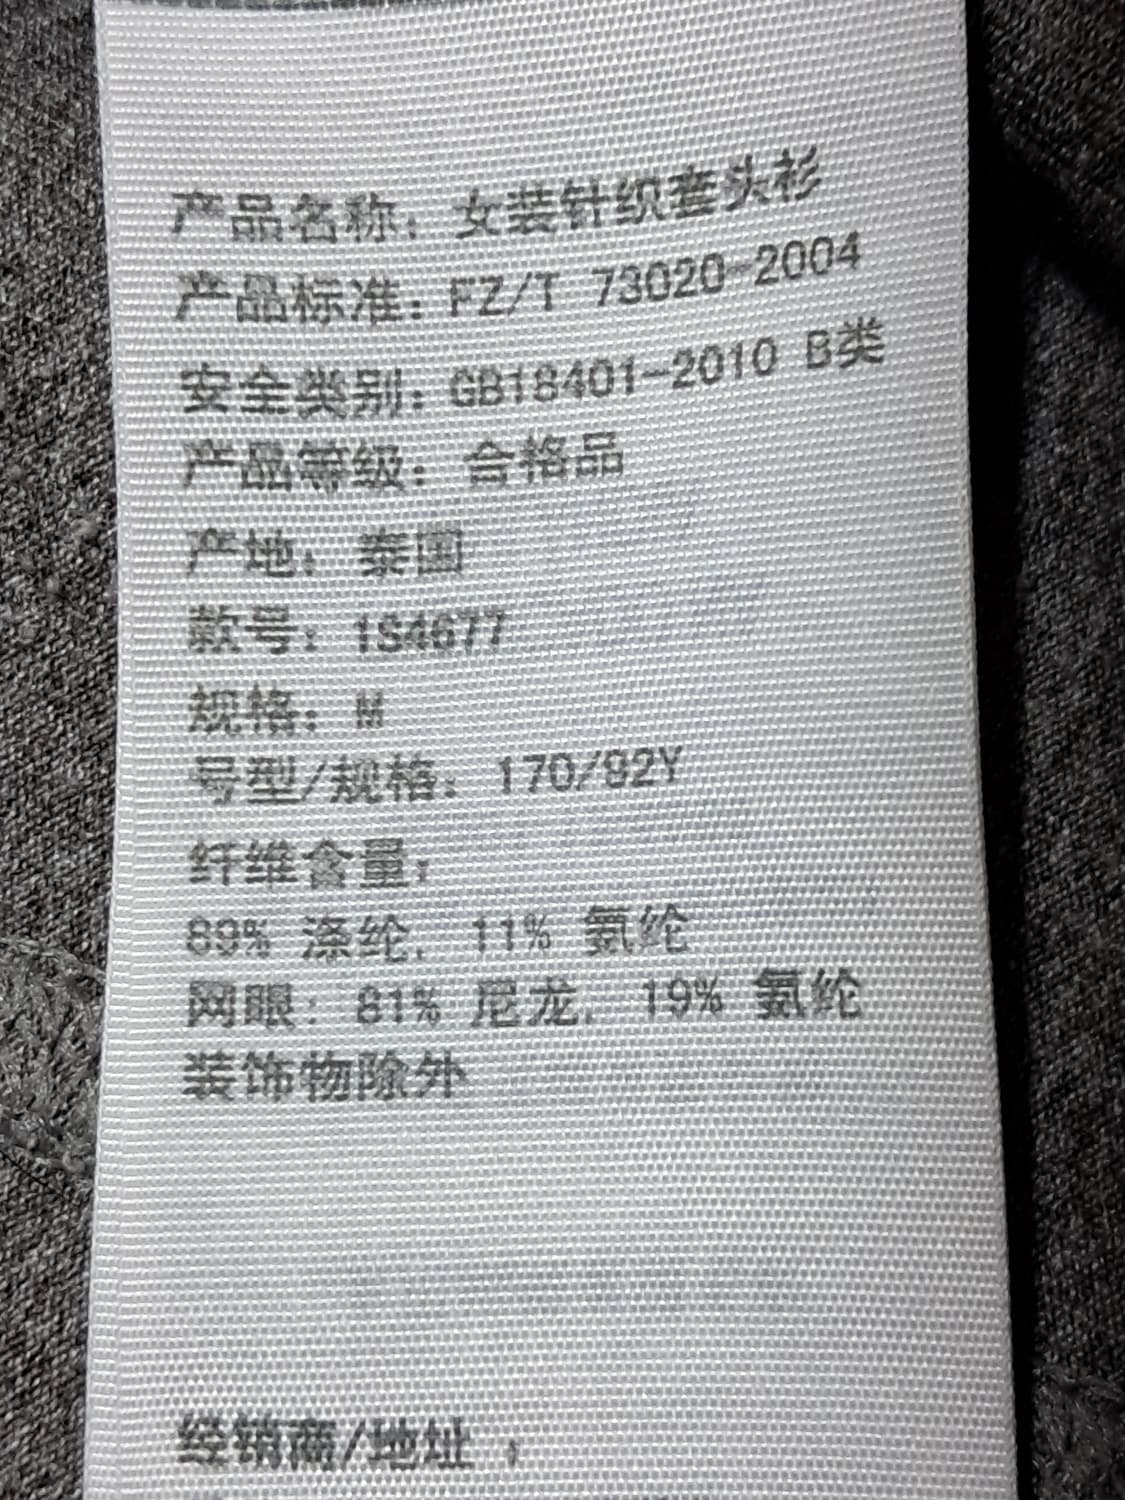 产品名称：女装针织套头衫
产品标准：FZ/T 73020-2004
安全类别：GB18401-2010 B类
产品等级：合格品
产地：泰国
款号：1S4677
规格：M
号型/规格：170/92Y
纤维含量：
89% 涤纶，11% 氨纶
网眼：81% 尼龙，19% 氨纶
装饰物除外
经销商/地址：